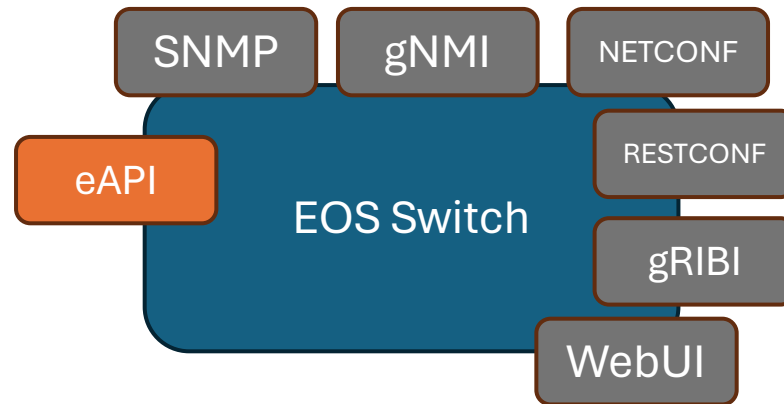 SNMP
gNMI
NETCONF
eAPI
RESTCONF
EOS Switch
gRIBI
WebUI